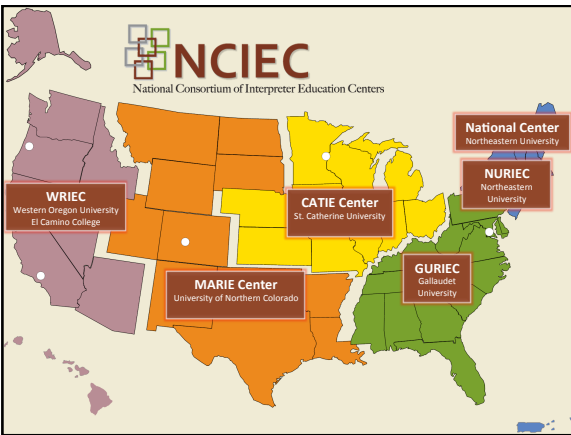 NCIEC
National Consortium of Interpreter Education Centers
National Center
Northeastern University
NURIEC
Northeastern
University
WRIEC
Western Oregon University
El Camino College
CATIE Center
St. Catherine University
MARIE Center
University of Northern Colorado
GURIEC
Gallaudet
University